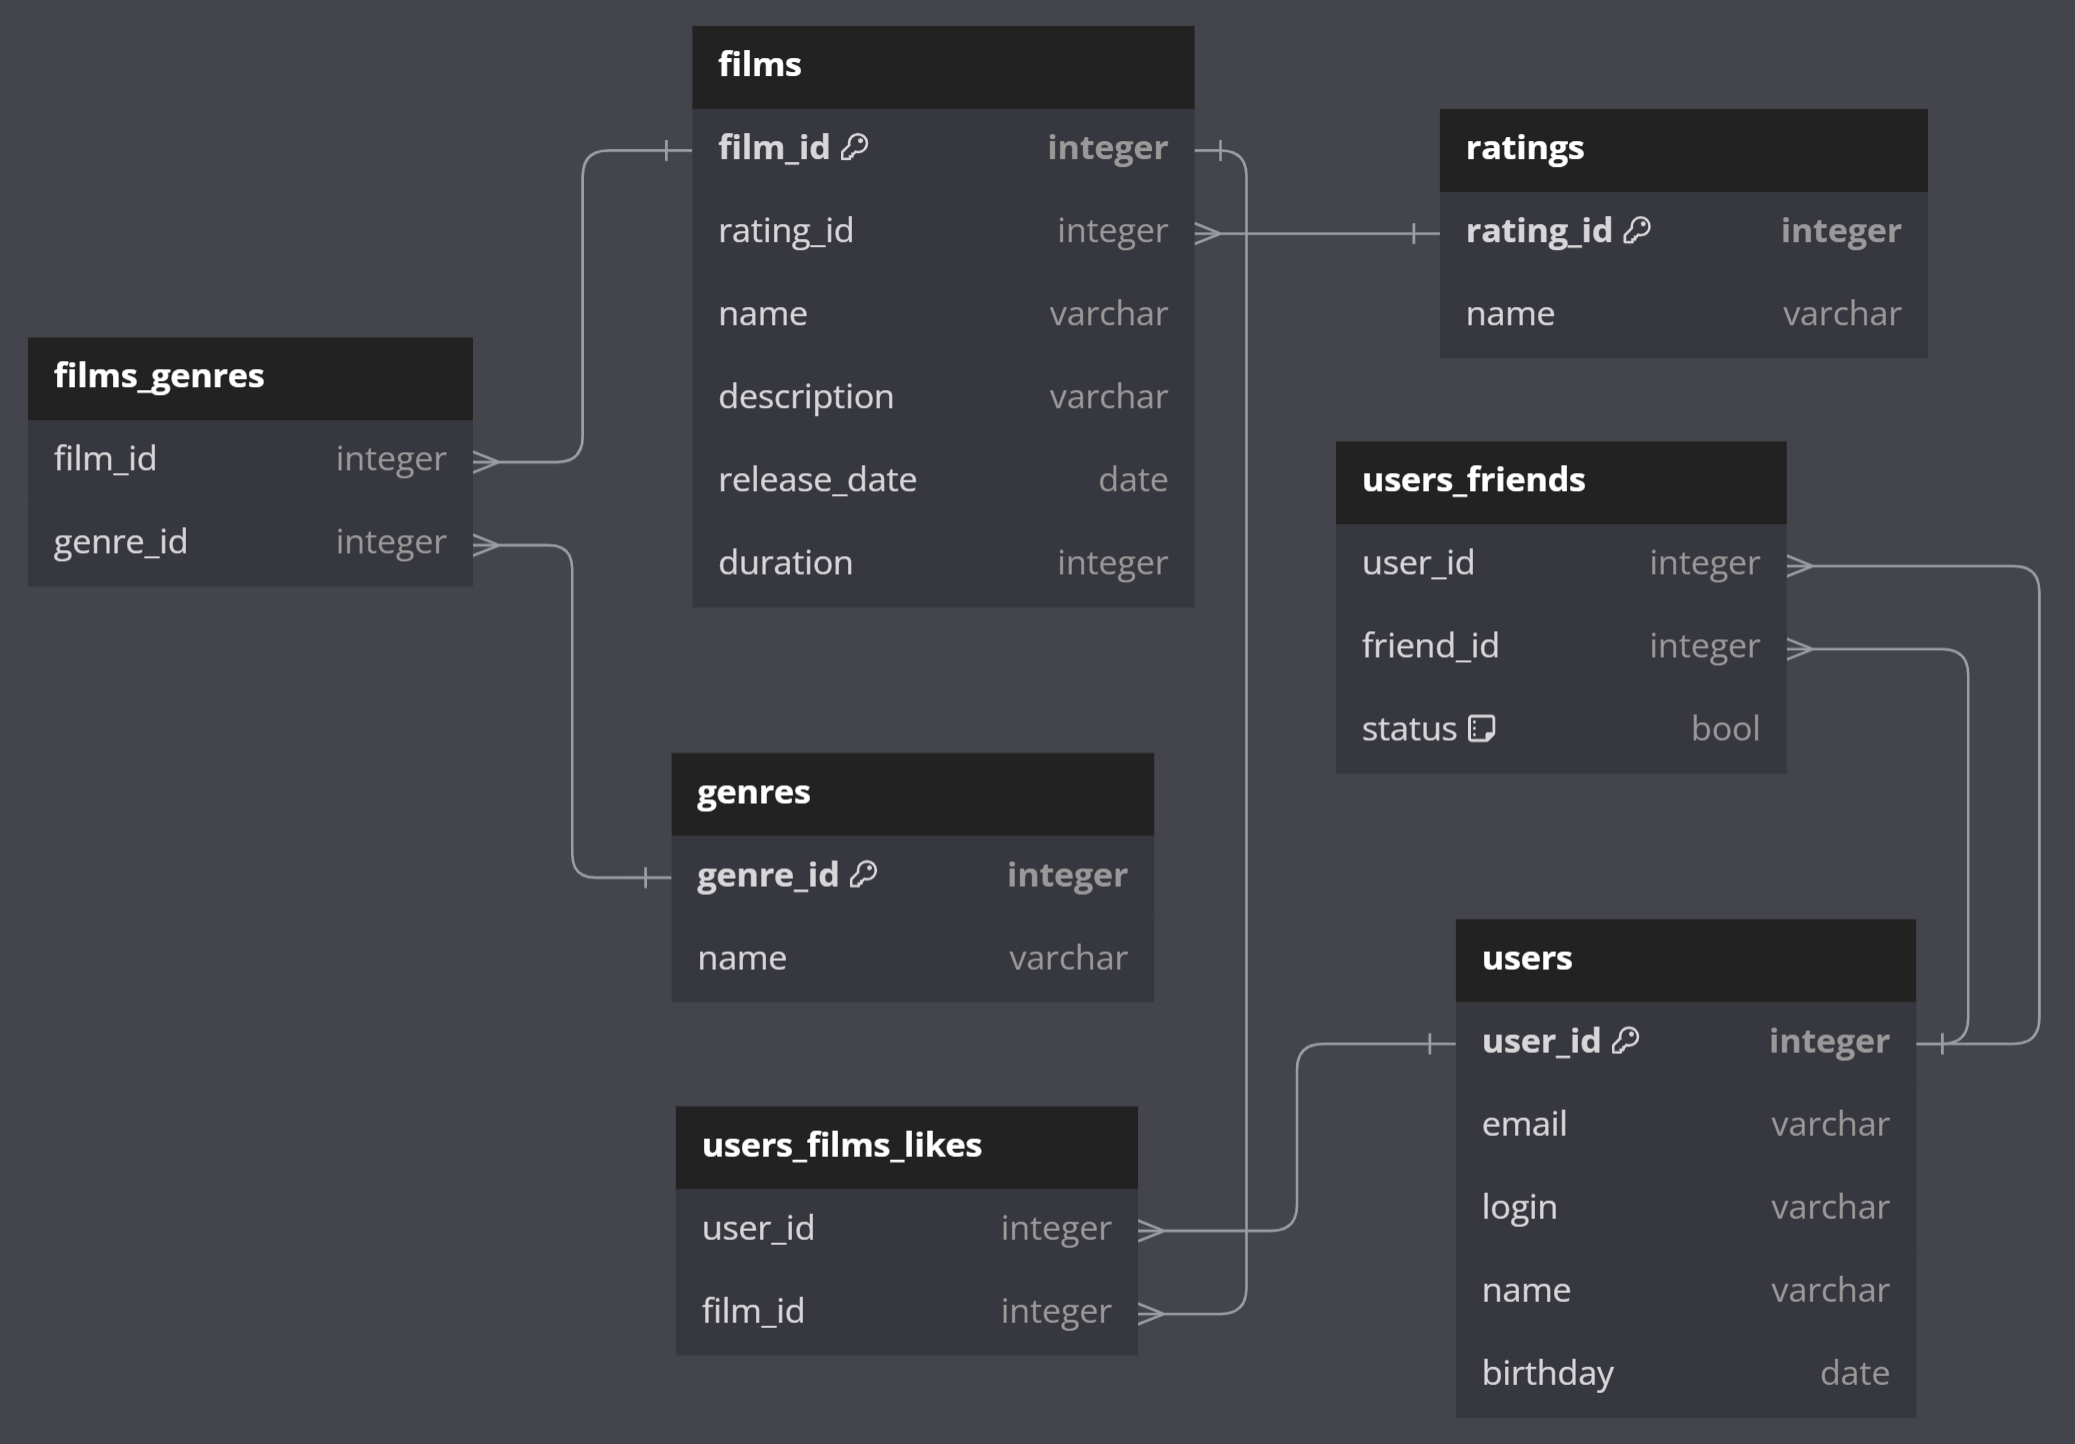 films
film_id integer
rating_id integer
name varchar
description varchar
release_date date
duration integer
ratings
rating_id integer
name varchar
films_genres
film_id integer
genre_id integer
users_friends
user_id integer
friend_id integer
status bool
genres
genre_id integer
name varchar
users
user_id integer
email varchar
login varchar
name varchar
birthday date
users_films_likes
user_id integer
film_id integer